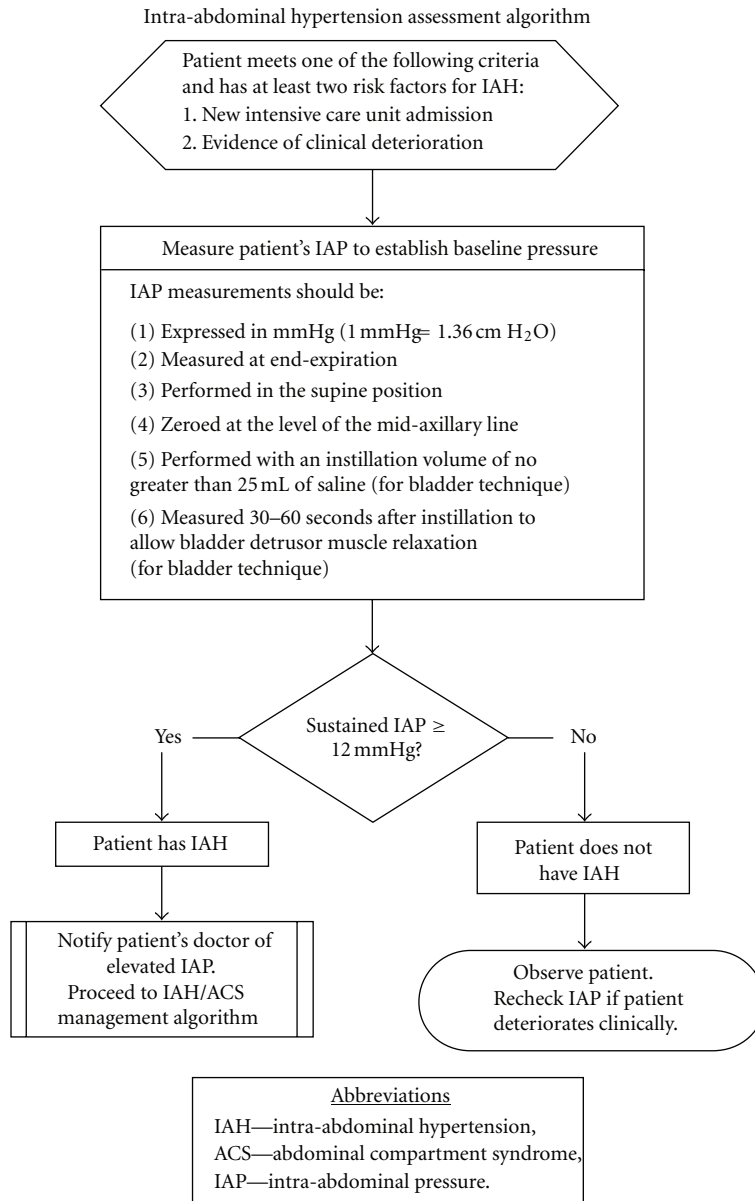 Intra-abdominal hypertension assessment algorithm
Patient meets one of the following criteria
and has at least two risk factors for IAH:
1. New intensive care unit admission
2. Evidence of clinical deterioration
Measure patient's IAP to establish baseline pressure
IAP measurements should be:
(1) Expressed in mmHg (1 mmHg= 1.36 cm H₂O)
(2) Measured at end-expiration
(3) Performed in the supine position
(4) Zeroed at the level of the mid-axillary line
(5) Performed with an instillation volume of no
greater than 25 mL of saline (for bladder technique)
(6) Measured 30–60 seconds after instillation to
allow bladder detrusor muscle relaxation
(for bladder technique)
Sustained IAP ≥
12 mmHg?
Yes
No
Patient has IAH
Patient does not
have IAH
Notify patient's doctor of
elevated IAP.
Proceed to IAH/ACS
management algorithm
Observe patient.
Recheck IAP if patient
deteriorates clinically.
Abbreviations
IAH—intra-abdominal hypertension,
ACS—abdominal compartment syndrome,
IAP—intra-abdominal pressure.